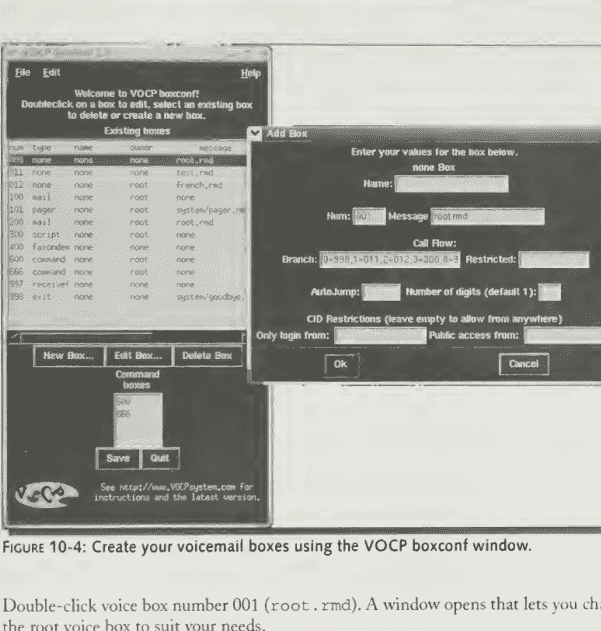 File Edit Help
Welcome to VOCP boxconf!
Doubleclick on a box to edit, select an existing box
to delete or create a new box.
Existing boxes
num type name owner message
none none none root.rmd
011 none none none test.rmd
012 none none root french.rmd
100 mail none root none
101 pager none root system/pager.rm
200 mail none root root.rmd
300 script none root none
400 faxondem none root none
600 command none root none
666 command none root none
997 receivef none none none
998 exit none none system/goodbye.
New Box... Edit Box... Delete Box
Command
boxes
666
Save Quit
VOCP
See http://www.VOCPsystem.com for
instructions and the latest version.
Add Box
Enter your values for the box below.
none Box
Name:
Num: 001 Message root.rmd
Call Flow:
Branch: 0=998,1=011,2=012,3=300,8=9 Restricted:
AutoJump: Number of digits (default 1):
CID Restrictions (leave empty to allow from anywhere)
Only login from: Public access from:
Ok Cancel
FIGURE 10-4: Create your voicemail boxes using the VOCP boxconf window.
Double-click voice box number 001 (root.rmd). A window opens that lets you ch
the root voice box to suit your needs.